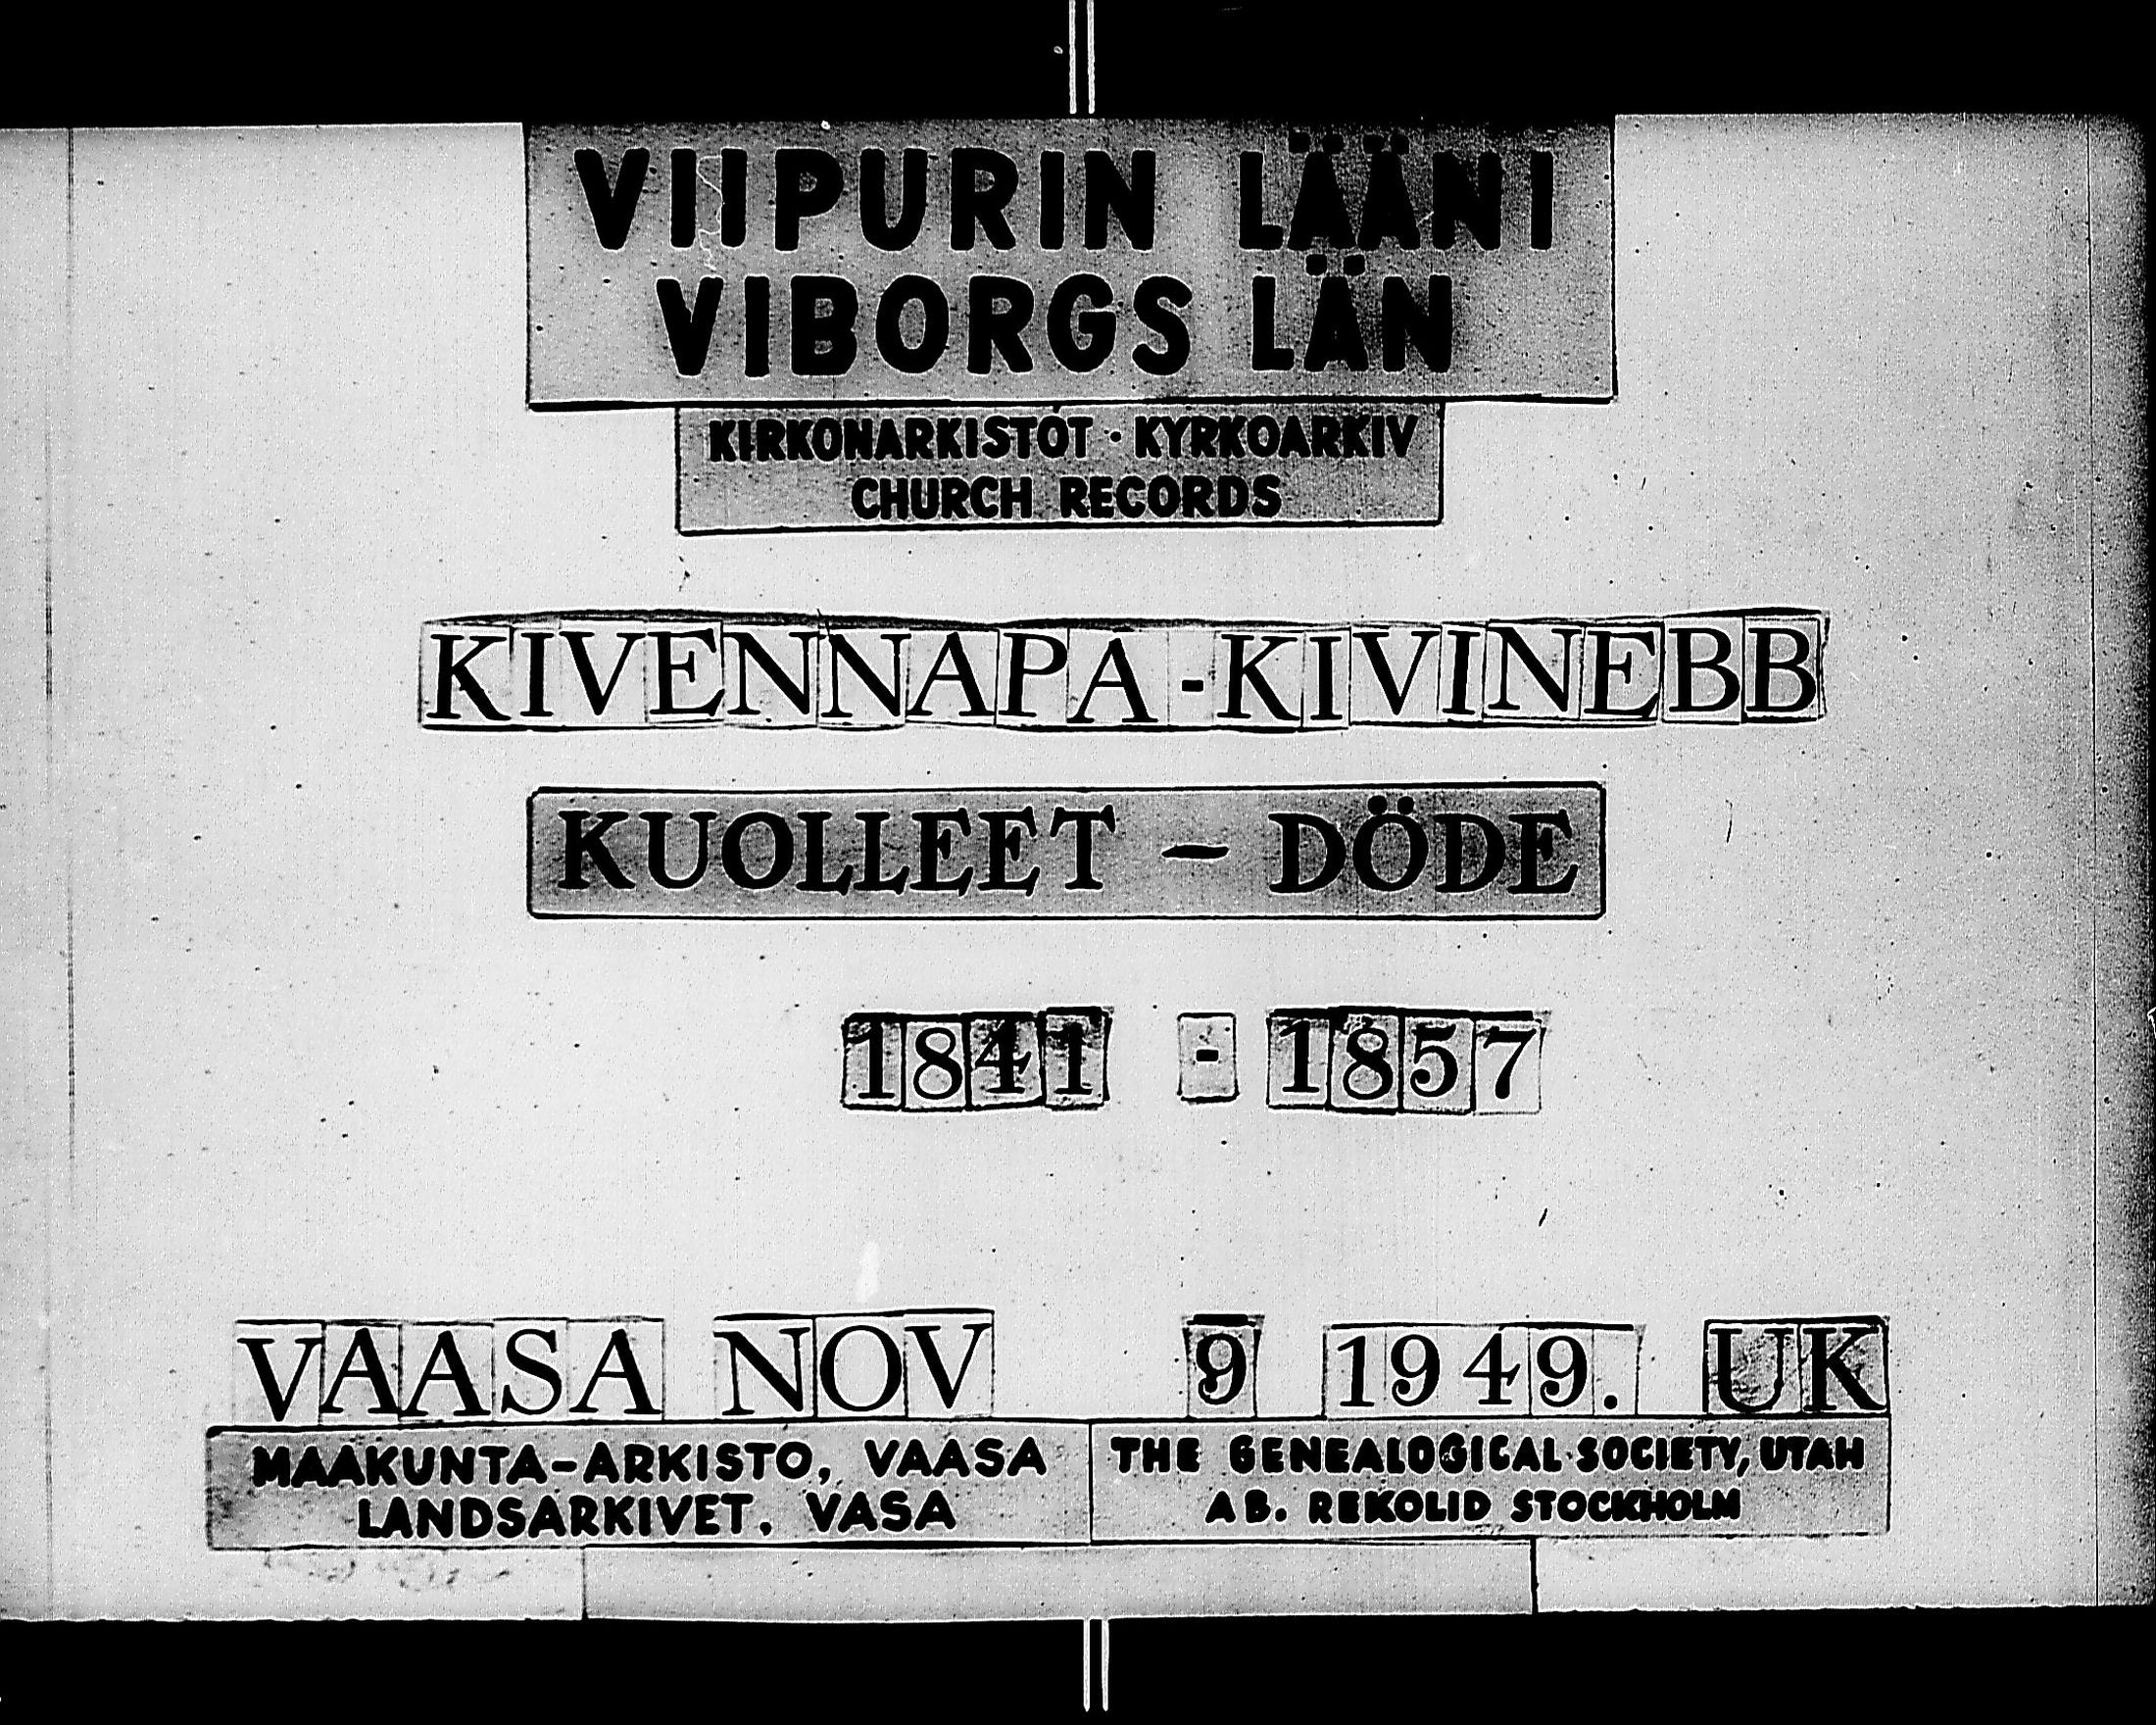 VIIPURIN LÄÄNI
VIBORGS LÄN
KIRKONARKISTOT · KYRKOARKIV
CHURCH RECORDS
KIVENNAPA - KIVINEBB
KUOLLEET – DÖDE
1841 - 1857
VAASA NOV 9 1949. UK
MAAKUNTA-ARKISTO, VAASA
LANDSARKIVET, VASA
THE GENEALOGICAL SOCIETY, UTAH
AB. REKOLID STOCKHOLM